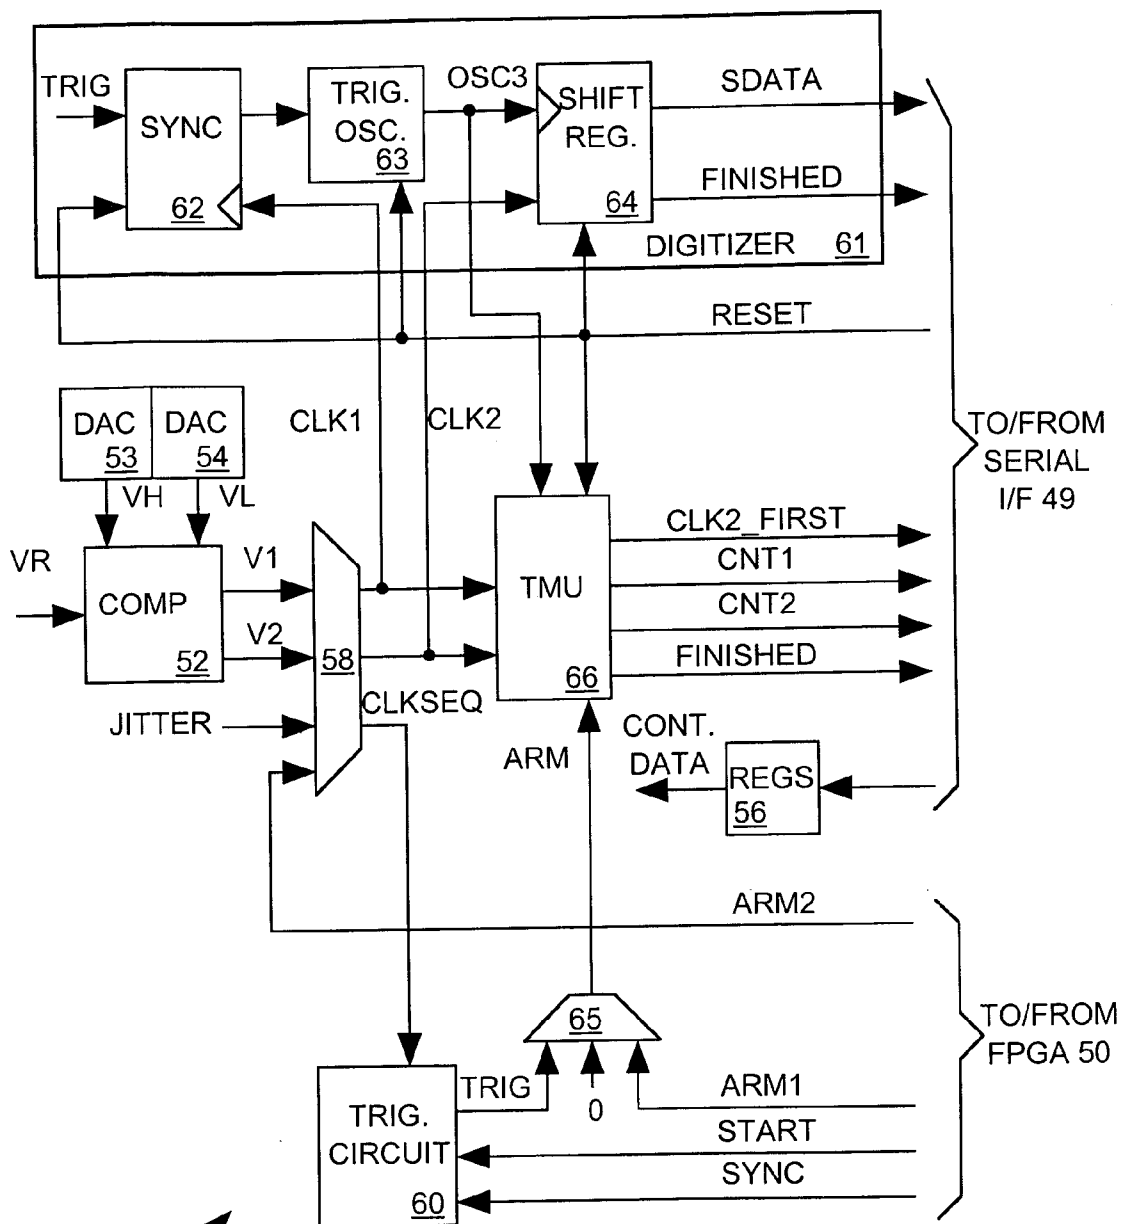 TRIG
SYNC
62
TRIG.
OSC.
63
OSC3
SHIFT
REG.
64
SDATA
FINISHED
DIGITIZER 61
RESET
DAC
53
DAC
54
VH
VL
CLK1
CLK2
TO/FROM
SERIAL
I/F 49
VR
COMP
52
V1
V2
JITTER
58
CLKSEQ
TMU
66
CLK2_FIRST
CNT1
CNT2
FINISHED
ARM
CONT.
DATA
REGS
56
ARM2
65
TO/FROM
FPGA 50
TRIG
0
ARM1
START
SYNC
TRIG.
CIRCUIT
60